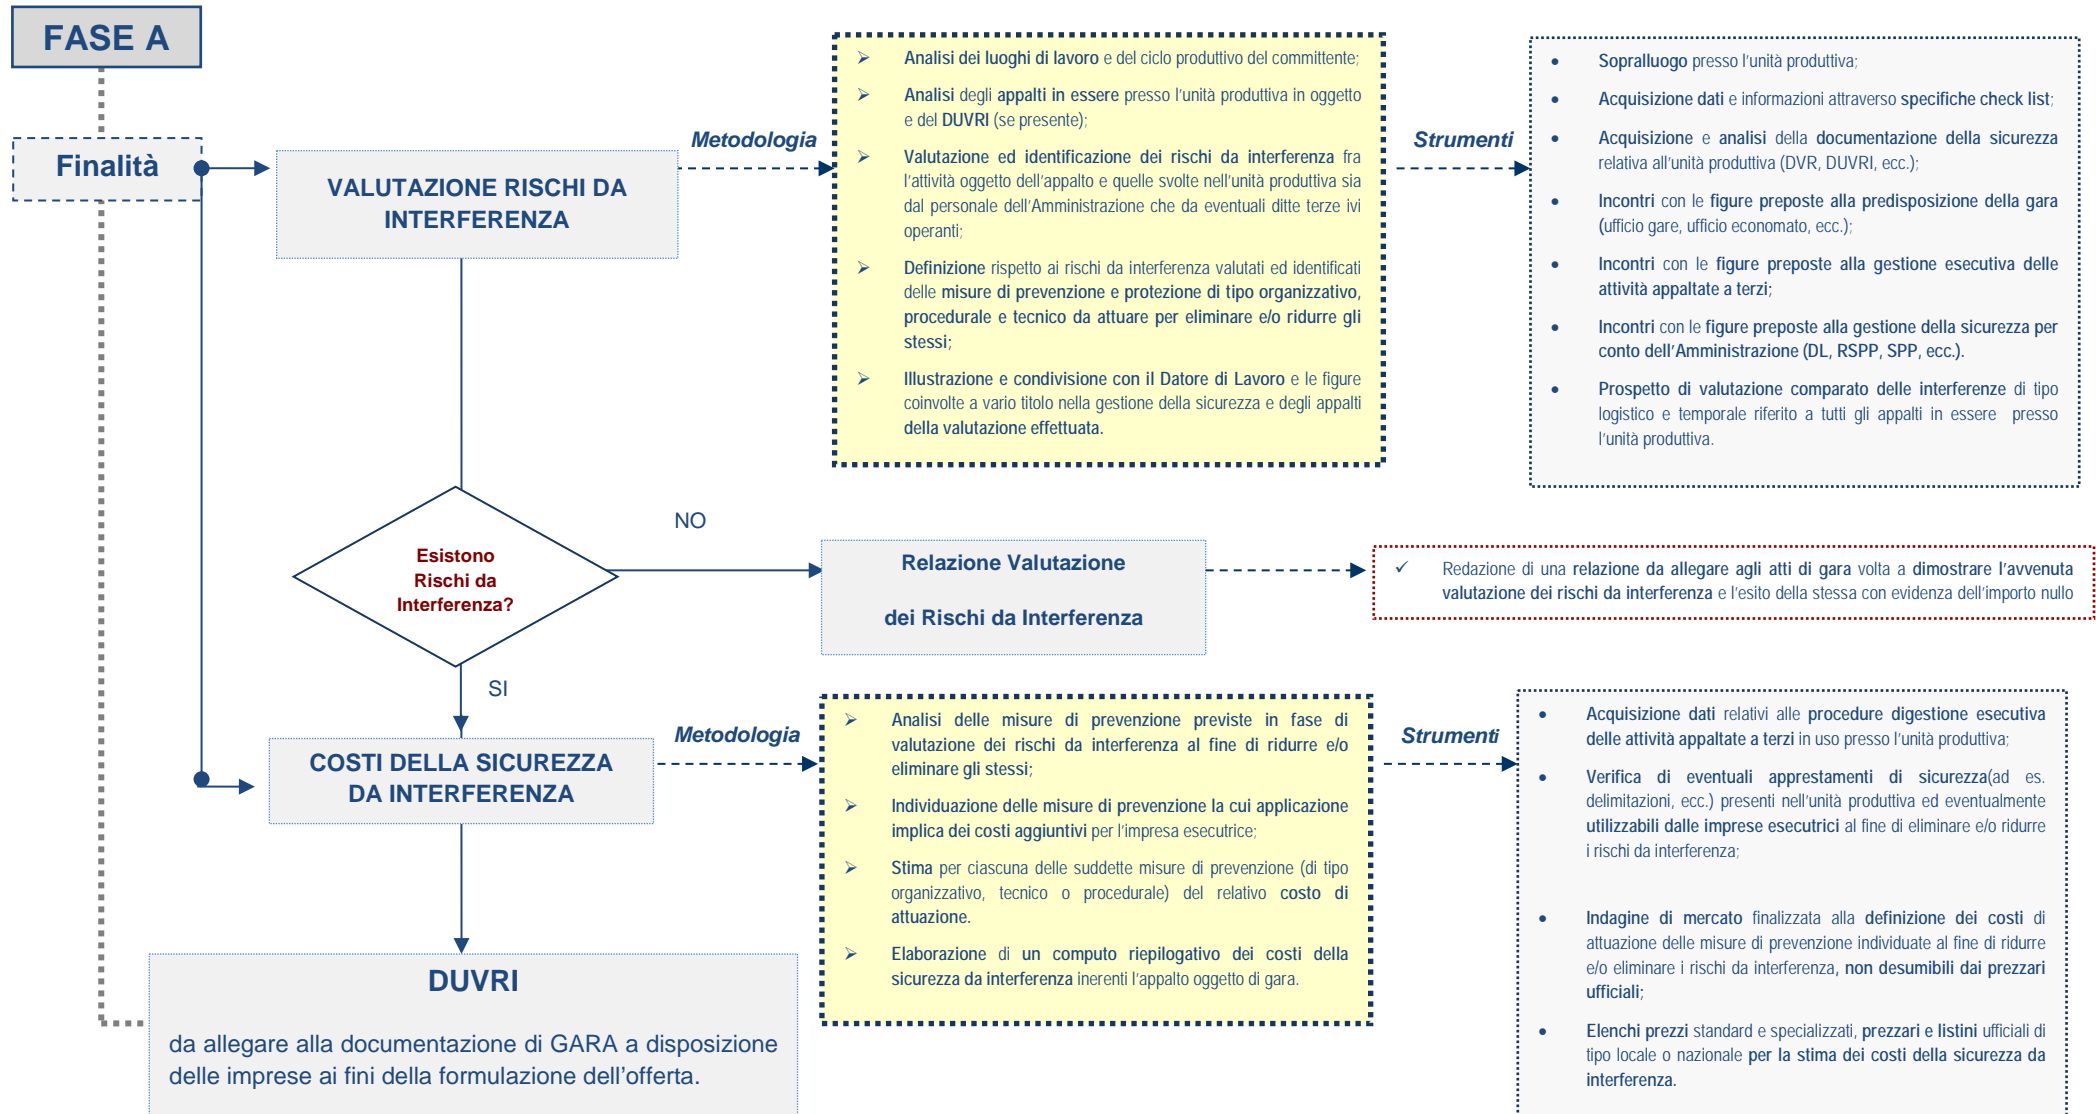 FASE A
Finalità
VALUTAZIONE RISCHI DA
INTERFERENZA
Metodologia
➢ Analisi dei luoghi di lavoro e del ciclo produttivo del committente;
➢ Analisi degli appalti in essere presso l'unità produttiva in oggetto
e del DUVRI (se presente);
➢ Valutazione ed identificazione dei rischi da interferenza fra
l'attività oggetto dell'appalto e quelle svolte nell'unità produttiva sia
dal personale dell'Amministrazione che da eventuali ditte terze ivi
operanti;
➢ Definizione rispetto ai rischi da interferenza valutati ed identificati
delle misure di prevenzione e protezione di tipo organizzativo,
procedurale e tecnico da attuare per eliminare e/o ridurre gli
stessi;
➢ Illustrazione e condivisione con il Datore di Lavoro e le figure
coinvolte a vario titolo nella gestione della sicurezza e degli appalti
della valutazione effettuata.
Strumenti
• Sopralluogo presso l'unità produttiva;
• Acquisizione dati e informazioni attraverso specifiche check list;
• Acquisizione e analisi della documentazione della sicurezza
relativa all'unità produttiva (DVR, DUVRI, ecc.);
• Incontri con le figure preposte alla predisposizione della gara
(ufficio gare, ufficio economato, ecc.);
• Incontri con le figure preposte alla gestione esecutiva delle
attività appaltate a terzi;
• Incontri con le figure preposte alla gestione della sicurezza per
conto dell'Amministrazione (DL, RSPP, SPP, ecc.).
• Prospetto di valutazione comparato delle interferenze di tipo
logistico e temporale riferito a tutti gli appalti in essere presso
l'unità produttiva.
Esistono
Rischi da
Interferenza?
NO
Relazione Valutazione
dei Rischi da Interferenza
✓ Redazione di una relazione da allegare agli atti di gara volta a dimostrare l'avvenuta
valutazione dei rischi da interferenza e l'esito della stessa con evidenza dell'importo nullo
SI
COSTI DELLA SICUREZZA
DA INTERFERENZA
Metodologia
➢ Analisi delle misure di prevenzione previste in fase di
valutazione dei rischi da interferenza al fine di ridurre e/o
eliminare gli stessi;
➢ Individuazione delle misure di prevenzione la cui applicazione
implica dei costi aggiuntivi per l'impresa esecutrice;
➢ Stima per ciascuna delle suddette misure di prevenzione (di tipo
organizzativo, tecnico o procedurale) del relativo costo di
attuazione.
➢ Elaborazione di un computo riepilogativo dei costi della
sicurezza da interferenza inerenti l'appalto oggetto di gara.
Strumenti
• Acquisizione dati relativi alle procedure digestione esecutiva
delle attività appaltate a terzi in uso presso l'unità produttiva;
• Verifica di eventuali apprestamenti di sicurezza(ad es.
delimitazioni, ecc.) presenti nell'unità produttiva ed eventualmente
utilizzabili dalle imprese esecutrici al fine di eliminare e/o ridurre
i rischi da interferenza;
• Indagine di mercato finalizzata alla definizione dei costi di
attuazione delle misure di prevenzione individuate al fine di ridurre
e/o eliminare i rischi da interferenza, non desumibili dai prezzari
ufficiali;
• Elenchi prezzi standard e specializzati, prezzari e listini ufficiali di
tipo locale o nazionale per la stima dei costi della sicurezza da
interferenza.
DUVRI
da allegare alla documentazione di GARA a disposizione
delle imprese ai fini della formulazione dell'offerta.